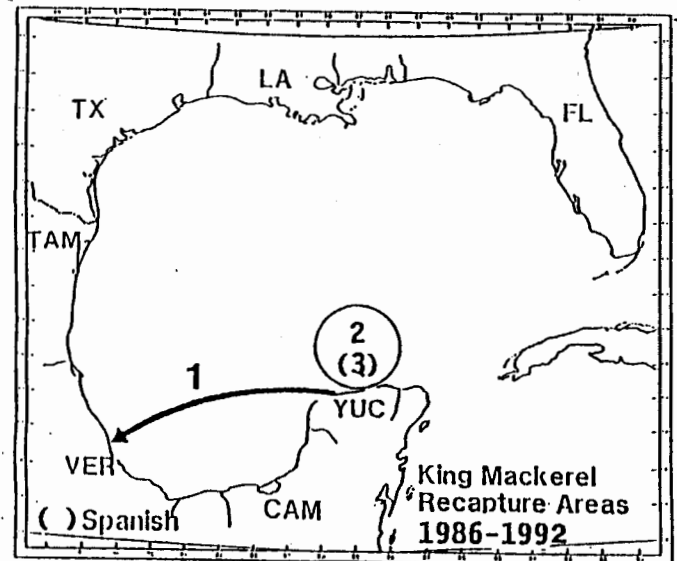 LA
TX
FL
TAM
2
(3)
1
YUC
VER
King Mackerel
Recapture Areas
1986-1992
CAM
( ) Spanish